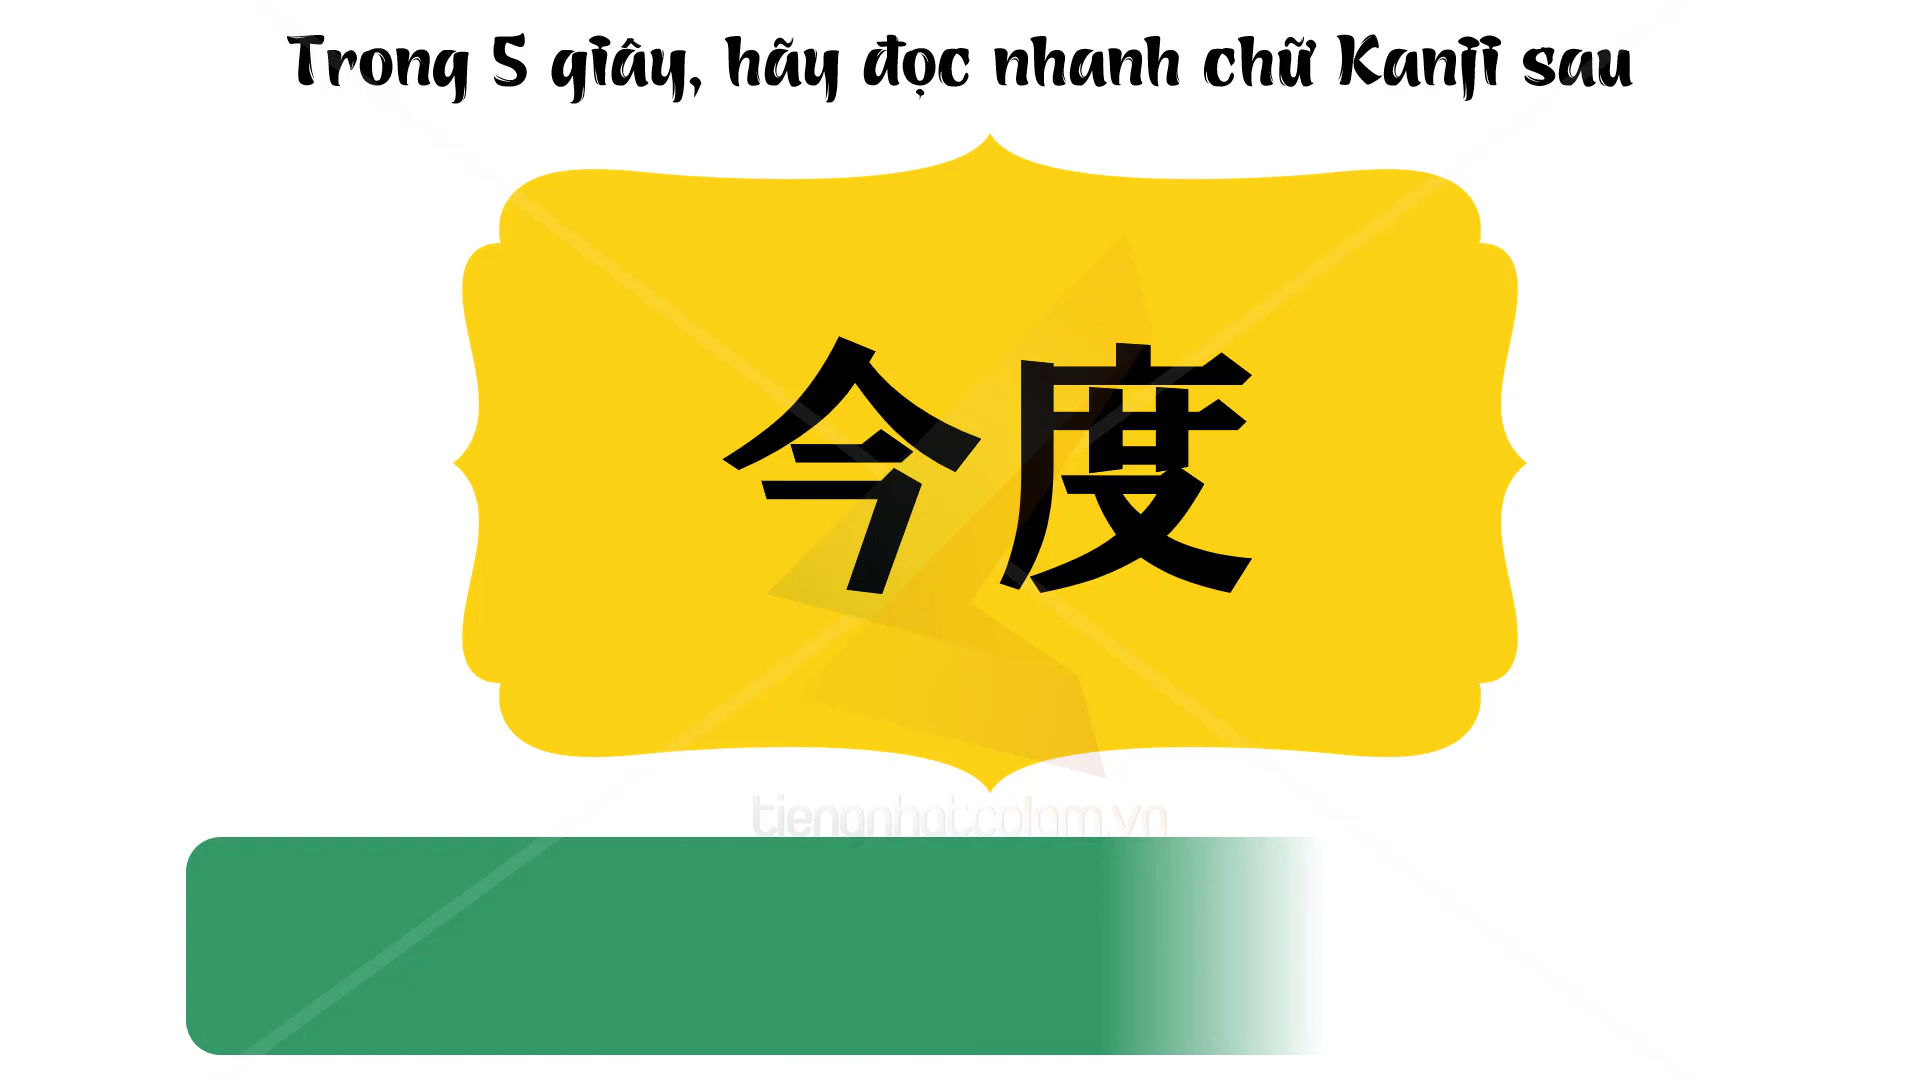 Trong 5 giây, hãy đọc nhanh chữ Kanji sau
今度
tiengnhatcolam.vn